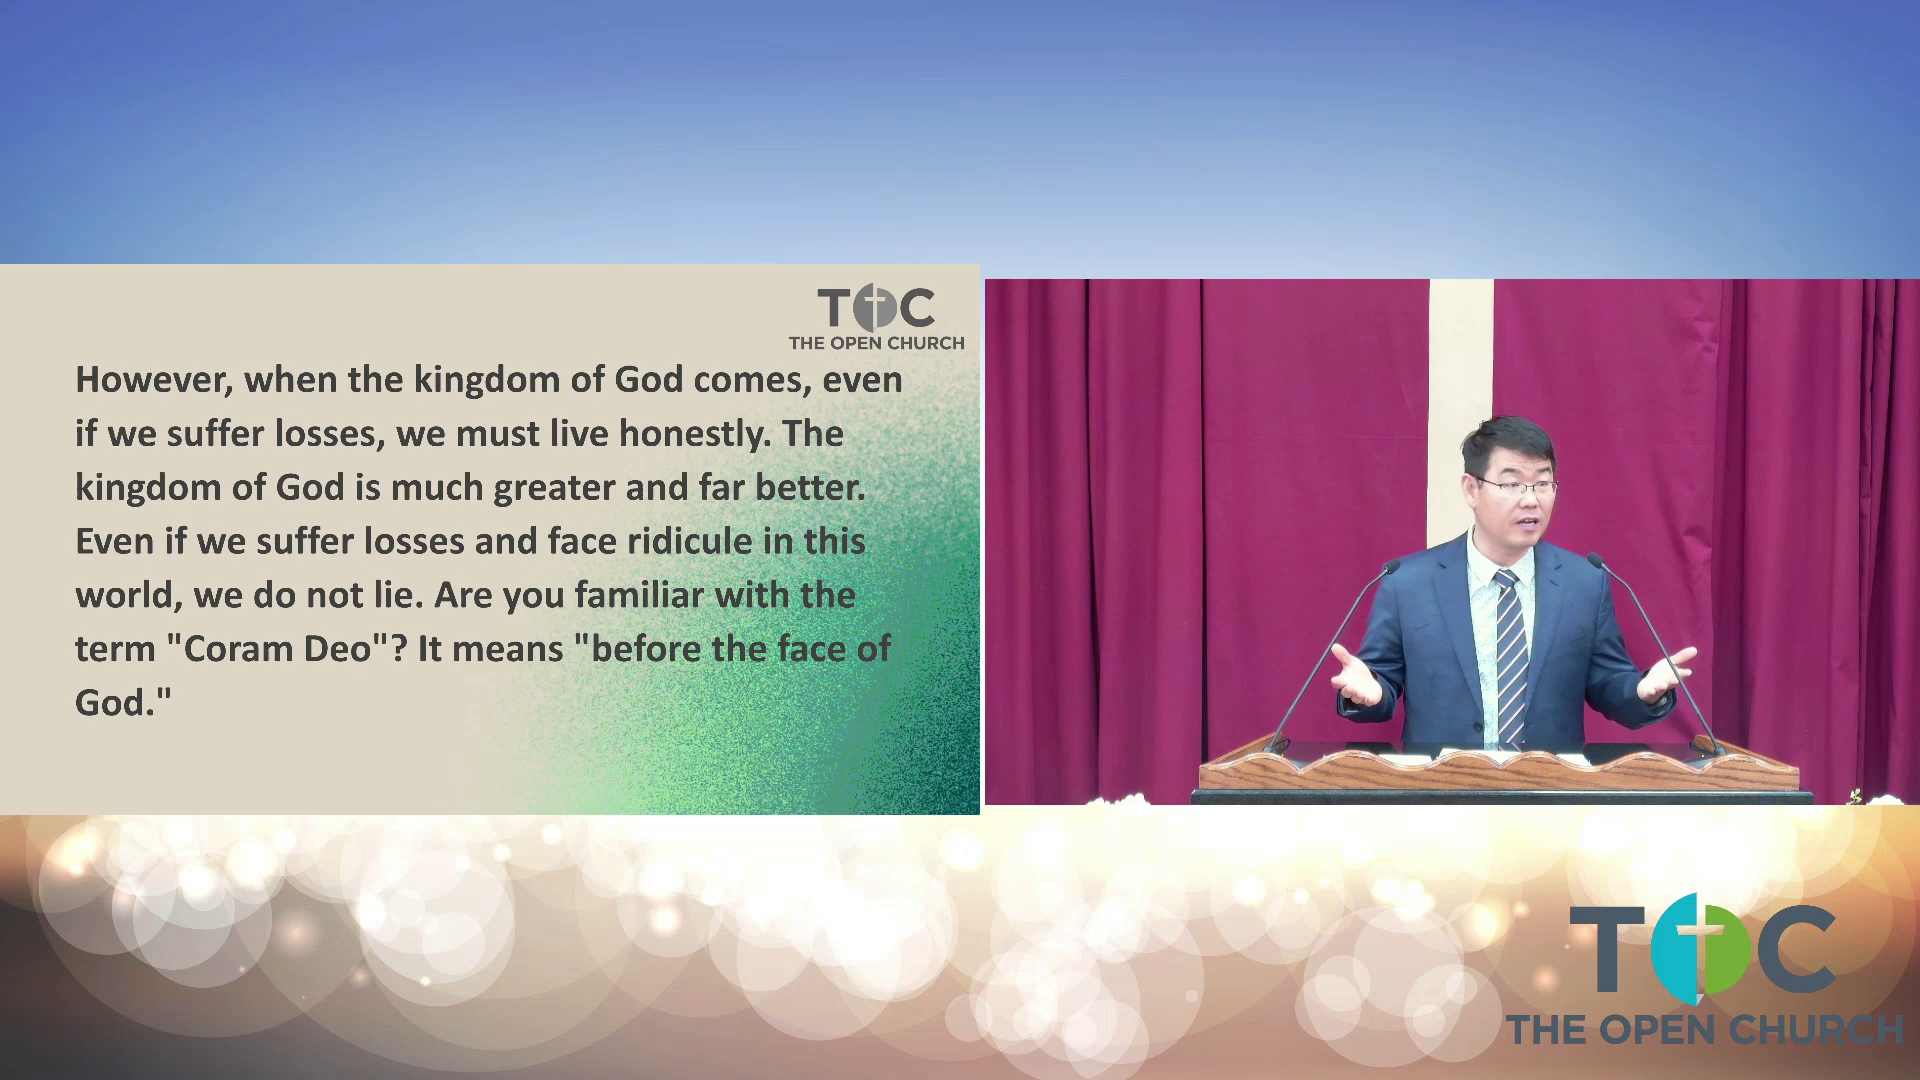 TOC
THE OPEN CHURCH
However, when the kingdom of God comes, even
if we suffer losses, we must live honestly. The
kingdom of God is much greater and far better.
Even if we suffer losses and face ridicule in this
world, we do not lie. Are you familiar with the
term "Coram Deo"? It means "before the face of
God."
TOC
THE OPEN CHURCH